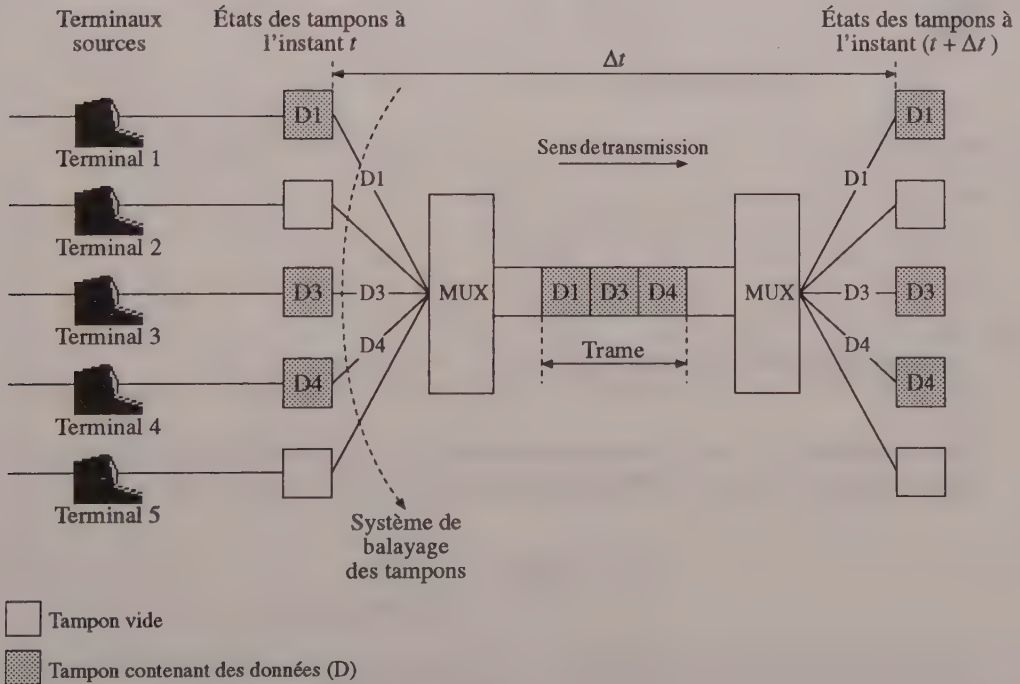 Terminaux
sources
États des tampons à
l'instant t
États des tampons à
l'instant (t + Δt )
Δt
D1
D1
Terminal 1
Sens de transmission
D1
D1
Terminal 2
D3
D3
MUX
D1 D3 D4
MUX
D3
D3
Terminal 3
Trame
D4
D4
D4
D4
Terminal 4
Terminal 5
Système de
balayage
des tampons
Tampon vide
Tampon contenant des données (D)